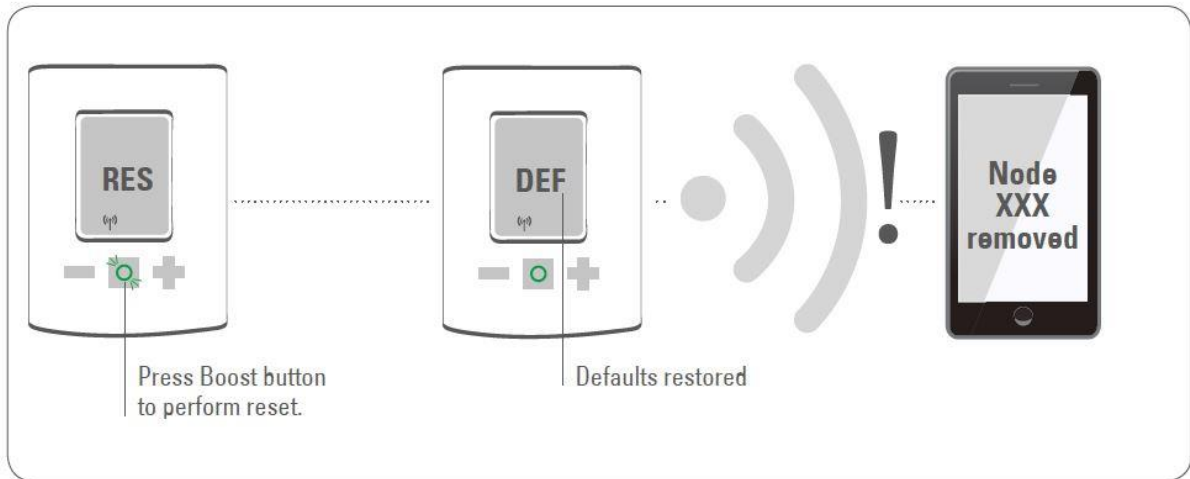 RES
DEF
!
Node
XXX
removed
Press Boost button
to perform reset.
Defaults restored